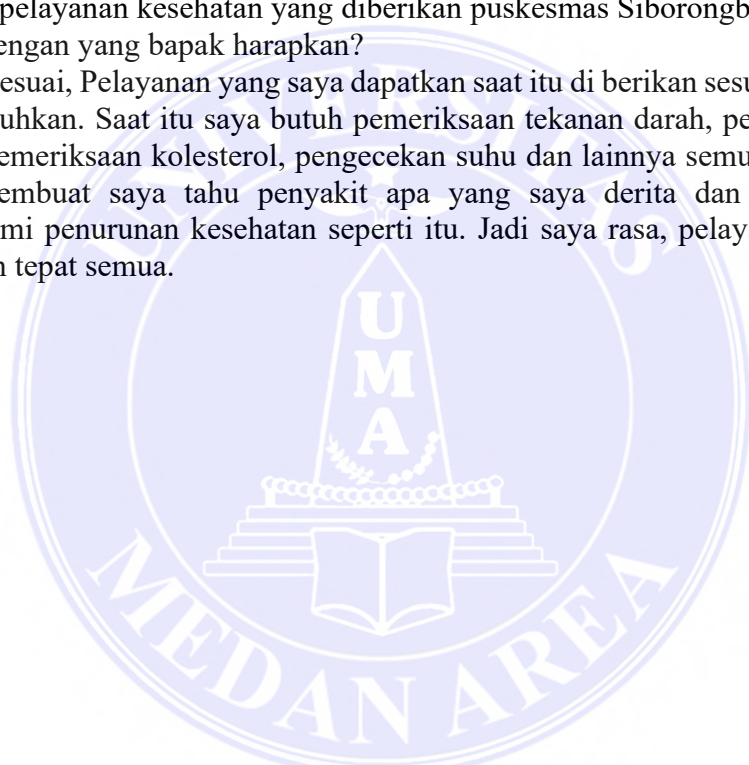 pelayanan kesehatan yang diberikan puskesmas Siborongb
engan yang bapak harapkan?
esuai, Pelayanan yang saya dapatkan saat itu di berikan sesu
uhkan. Saat itu saya butuh pemeriksaan tekanan darah, pe
emeriksaan kolesterol, pengecekan suhu dan lainnya semu
embuat saya tahu penyakit apa yang saya derita dan
mi penurunan kesehatan seperti itu. Jadi saya rasa, pelay
n tepat semua.
UNIVERSITAS
U
M
A
MEDAN AREA